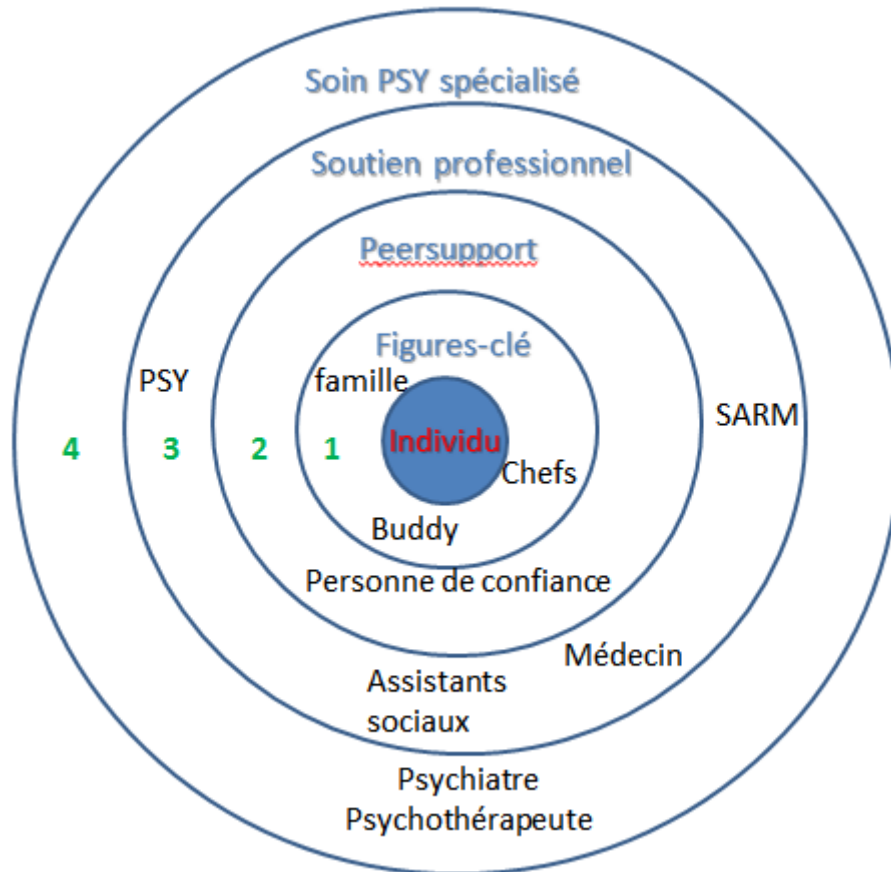 Soin PSY spécialisé
Soutien professionnel
Peersupport
Figures-clé
PSY
famille
SARM
4
3
2
1
Individu
Chefs
Buddy
Personne de confiance
Médecin
Assistants
sociaux
Psychiatre
Psychothérapeute